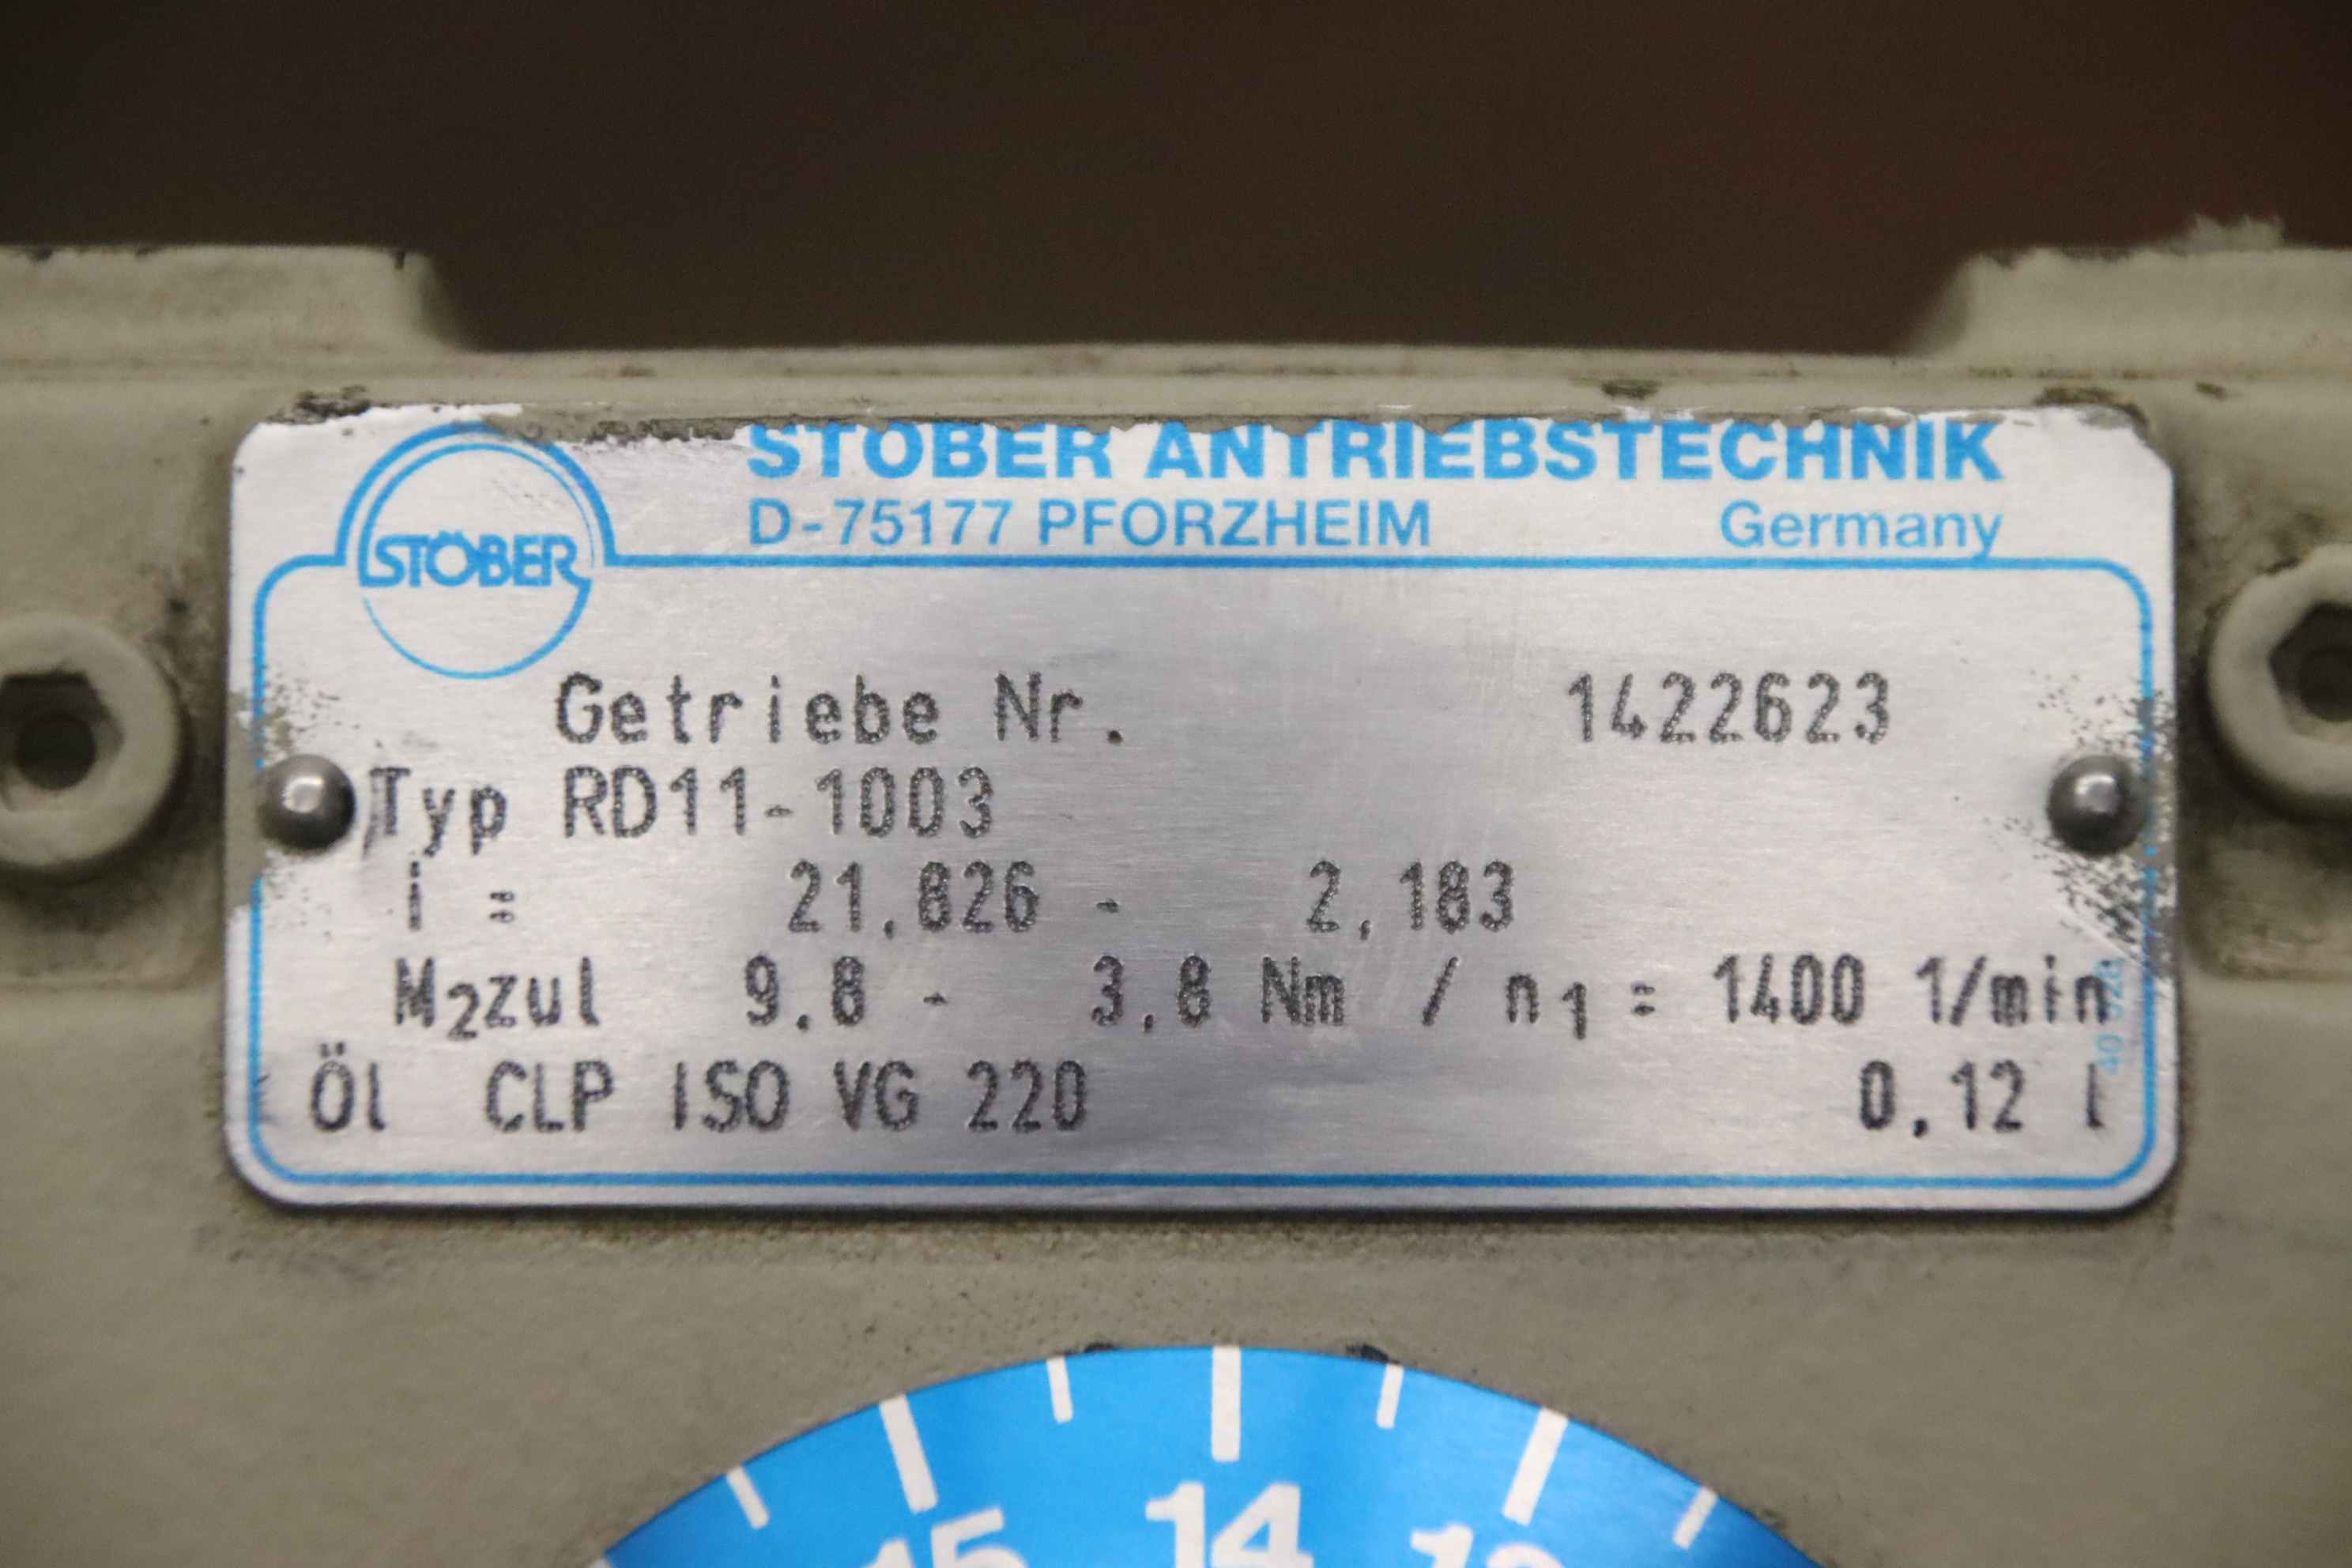 STÖBER ANTRIEBSTECHNIK
D-75177 PFORZHEIM Germany
STÖBER
Getriebe Nr. 1422623
Typ RD11-1003
i = 21,826 - 2,183
M2zul 9.8 - 3,8 Nm / n1 = 1400 1/min
Öl CLP ISO VG 220 0,12 l
15 14